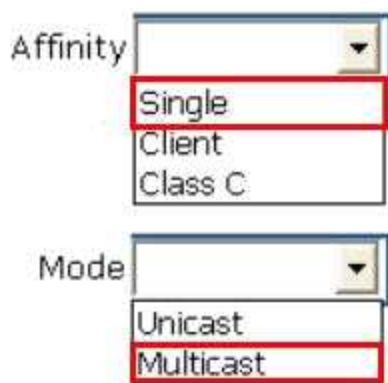 Affinity
Single
Client
Class C
Mode
Unicast
Multicast